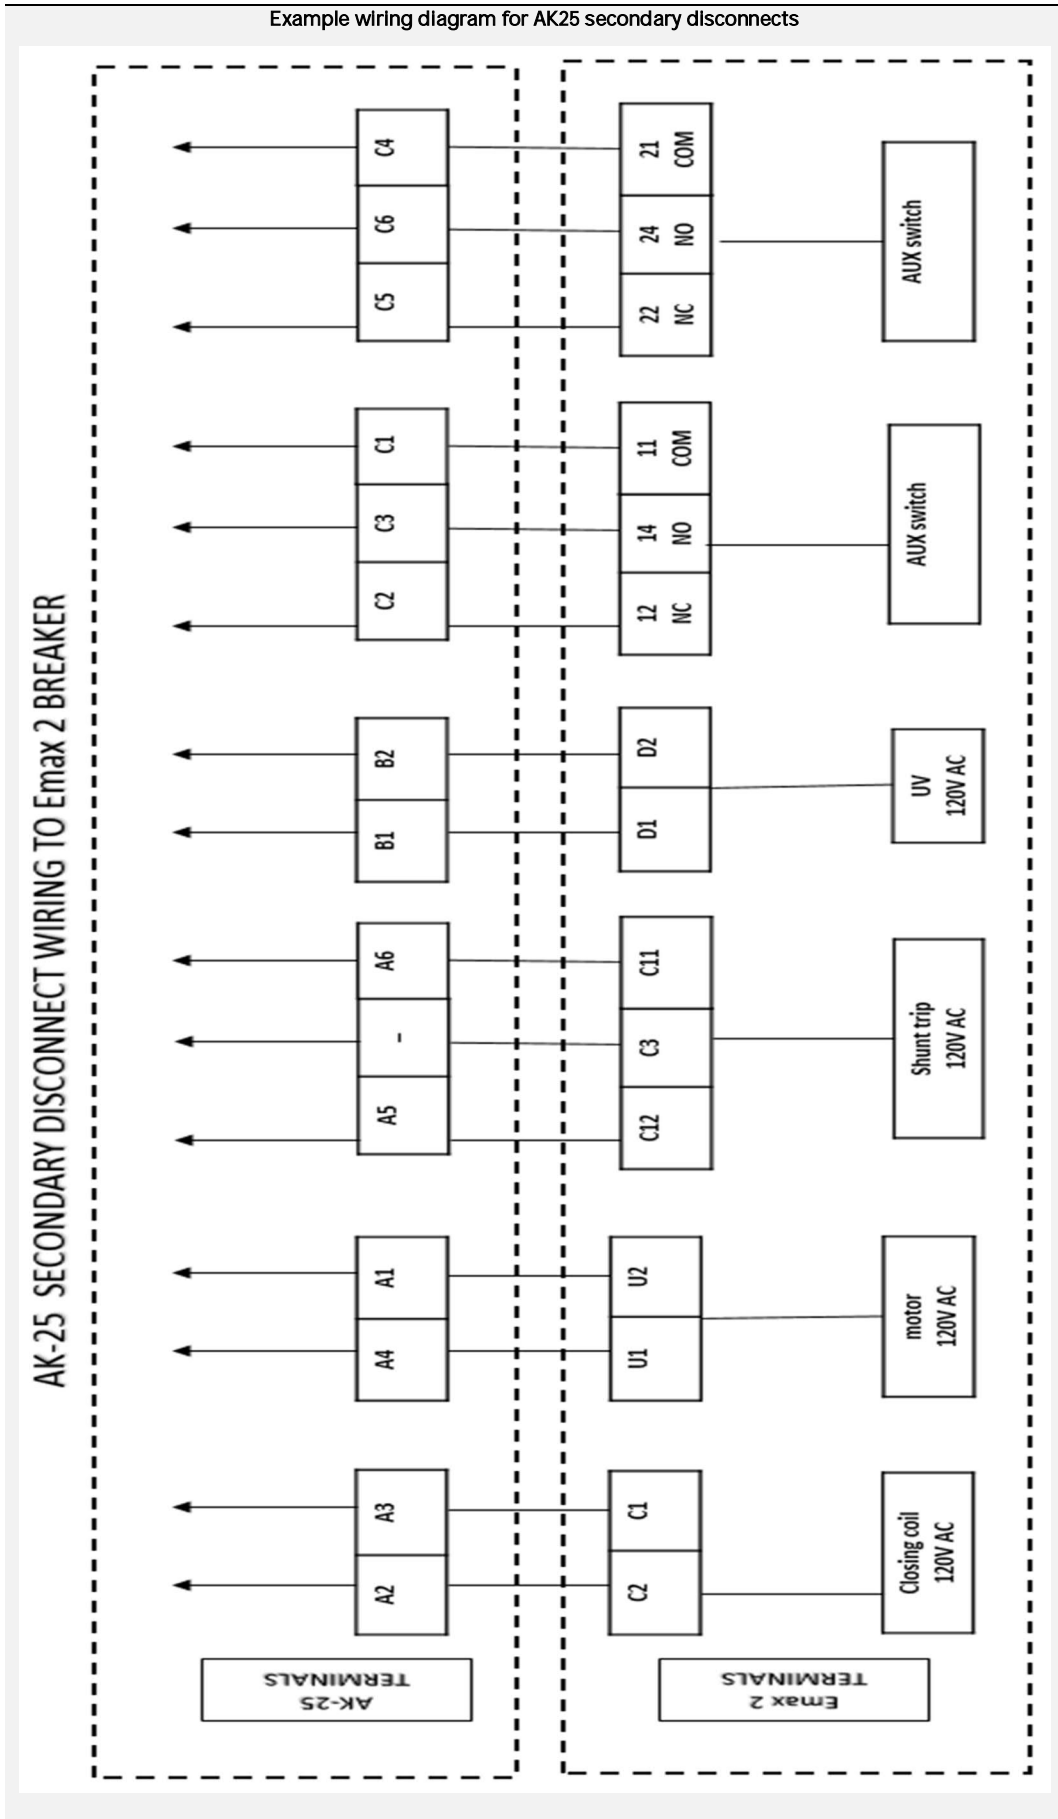 Example wiring diagram for AK25 secondary disconnects
AK-25 SECONDARY DISCONNECT WIRING TO Emax 2 BREAKER
AK-25
TERMINALS
A2
A3
A4
A1
A5
-
A6
B1
B2
C2
C3
C1
C5
C6
C4
Emax 2
TERMINALS
C2
C1
U1
U2
C12
C3
C11
D1
D2
12
NC
14
NO
11
COM
22
NC
24
NO
21
COM
Closing coil
120V AC
motor
120V AC
Shunt trip
120V AC
UV
120V AC
AUX switch
AUX switch